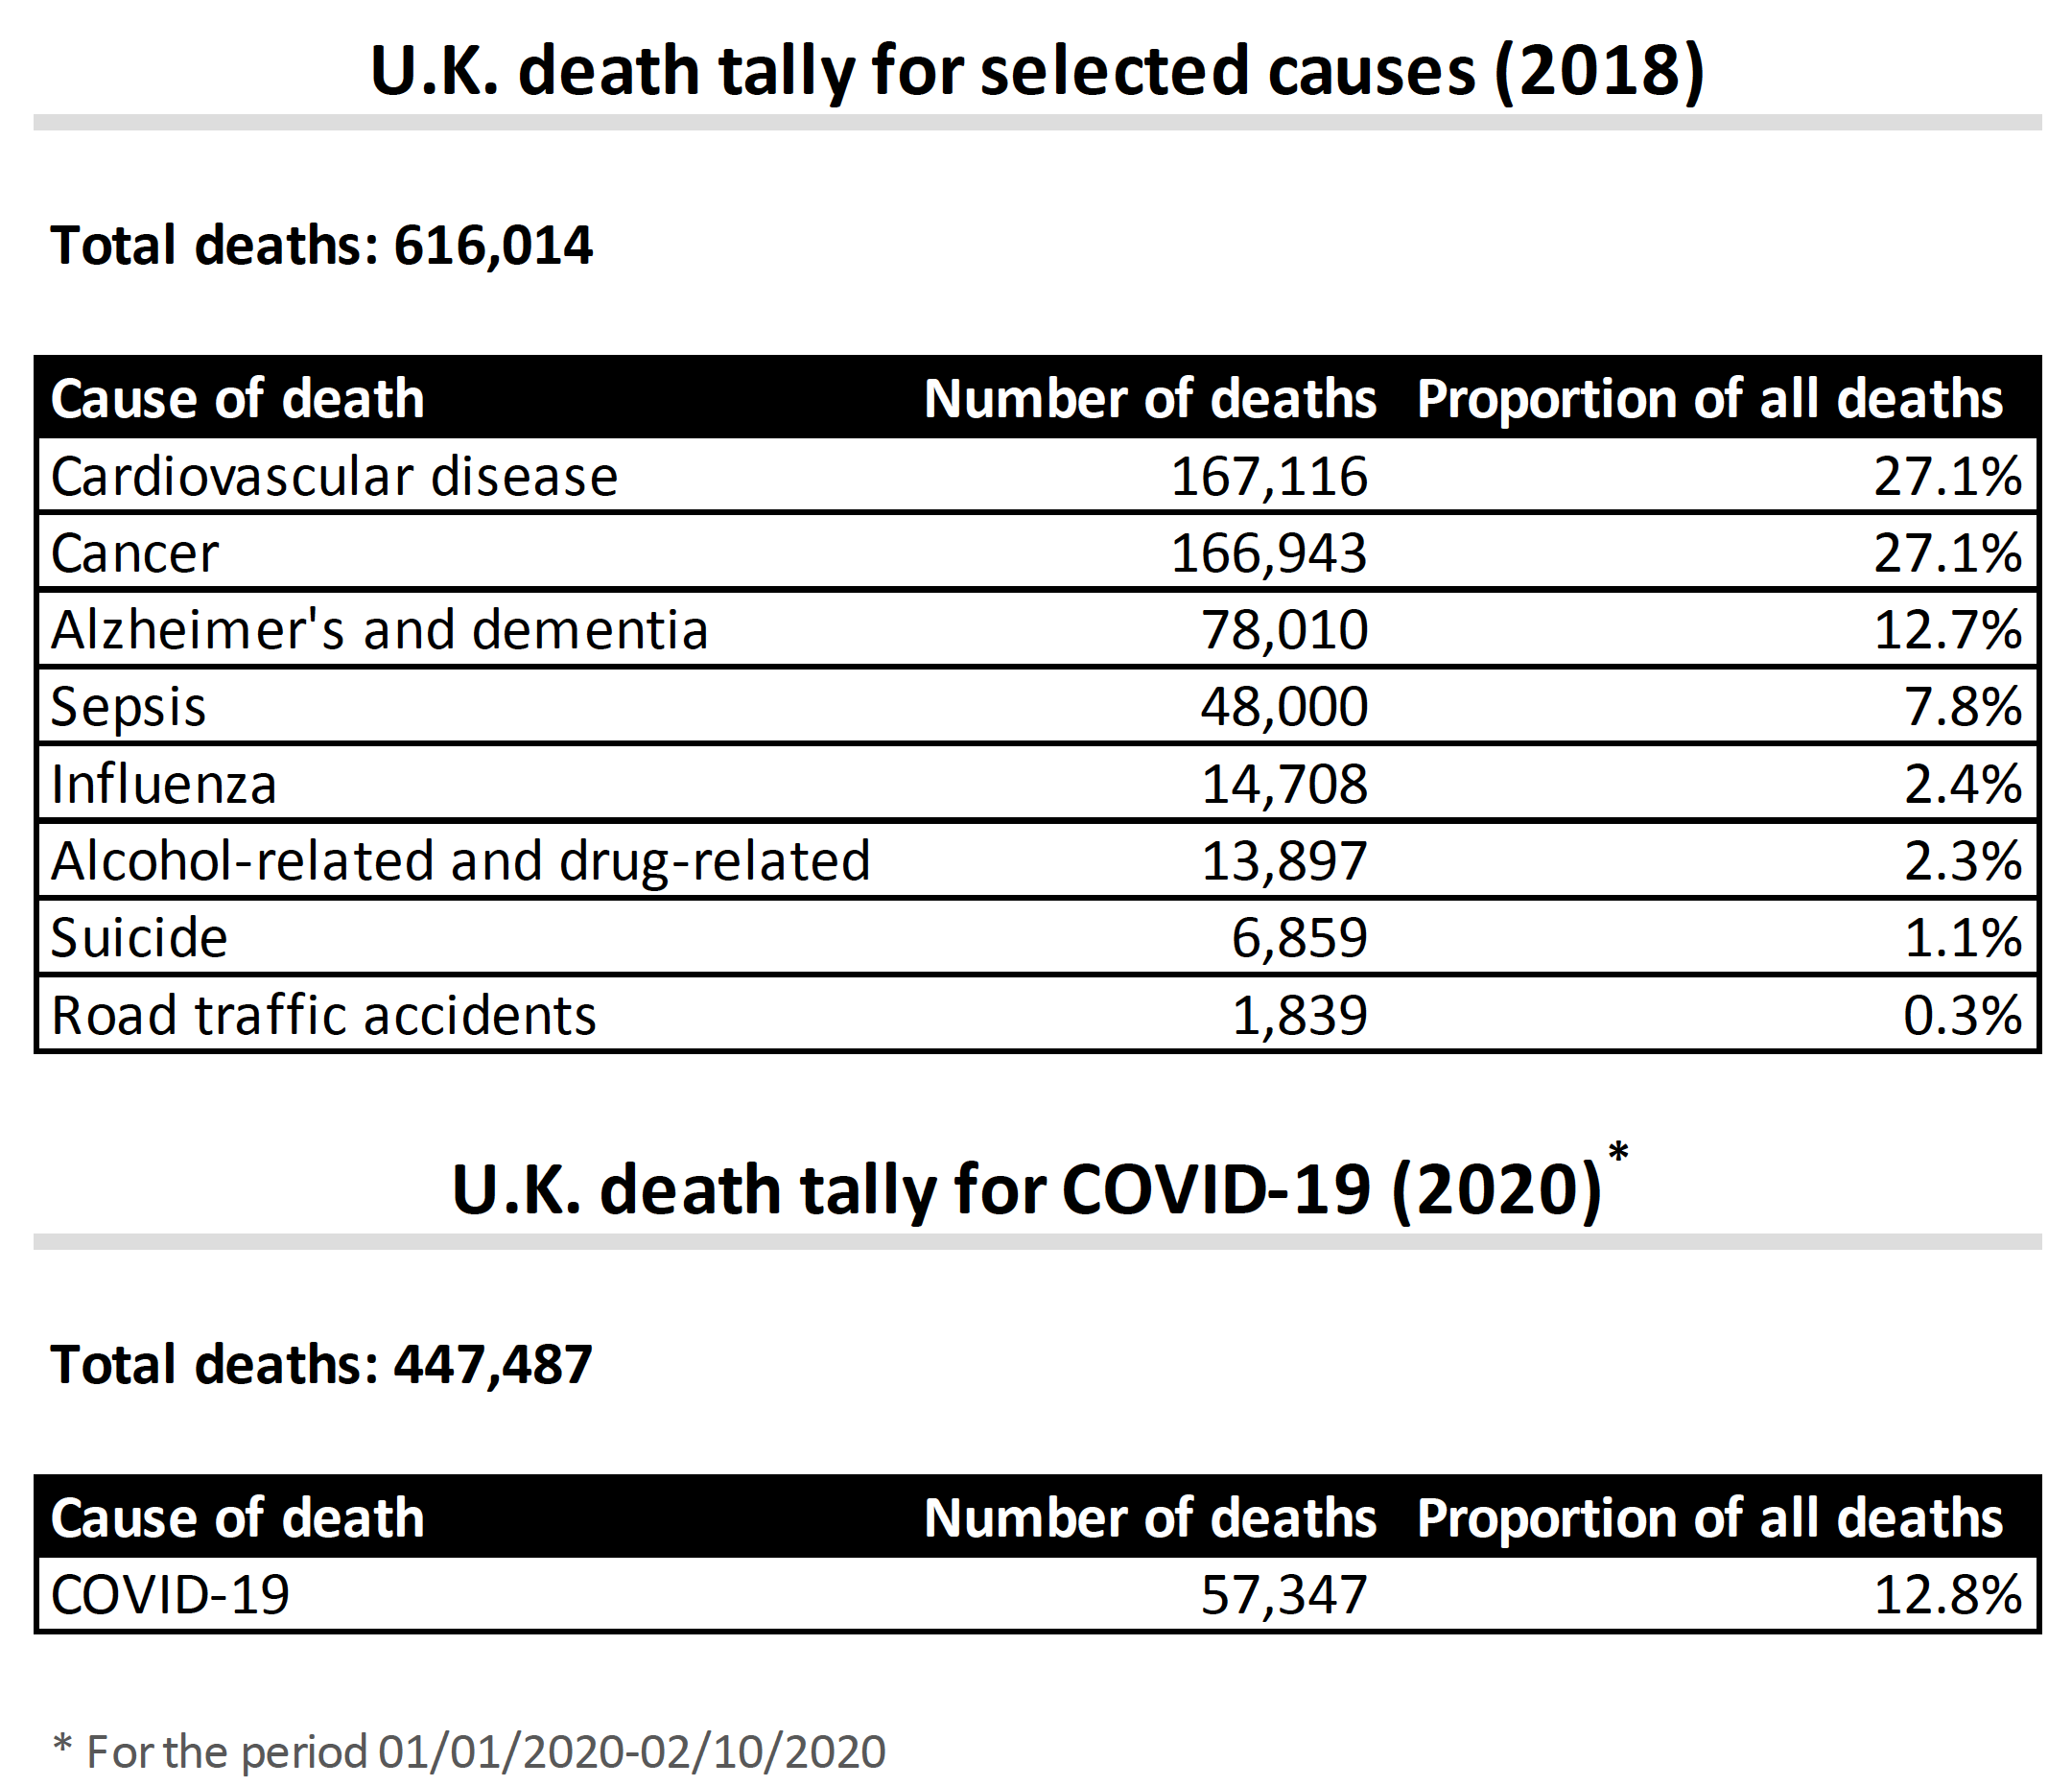 U.K. death tally for selected causes (2018)
Total deaths: 616,014
Cause of death Number of deaths Proportion of all deaths
Cardiovascular disease 167,116 27.1%
Cancer 166,943 27.1%
Alzheimer's and dementia 78,010 12.7%
Sepsis 48,000 7.8%
Influenza 14,708 2.4%
Alcohol-related and drug-related 13,897 2.3%
Suicide 6,859 1.1%
Road traffic accidents 1,839 0.3%
U.K. death tally for COVID-19 (2020)*
Total deaths: 447,487
Cause of death Number of deaths Proportion of all deaths
COVID-19 57,347 12.8%
* For the period 01/01/2020-02/10/2020